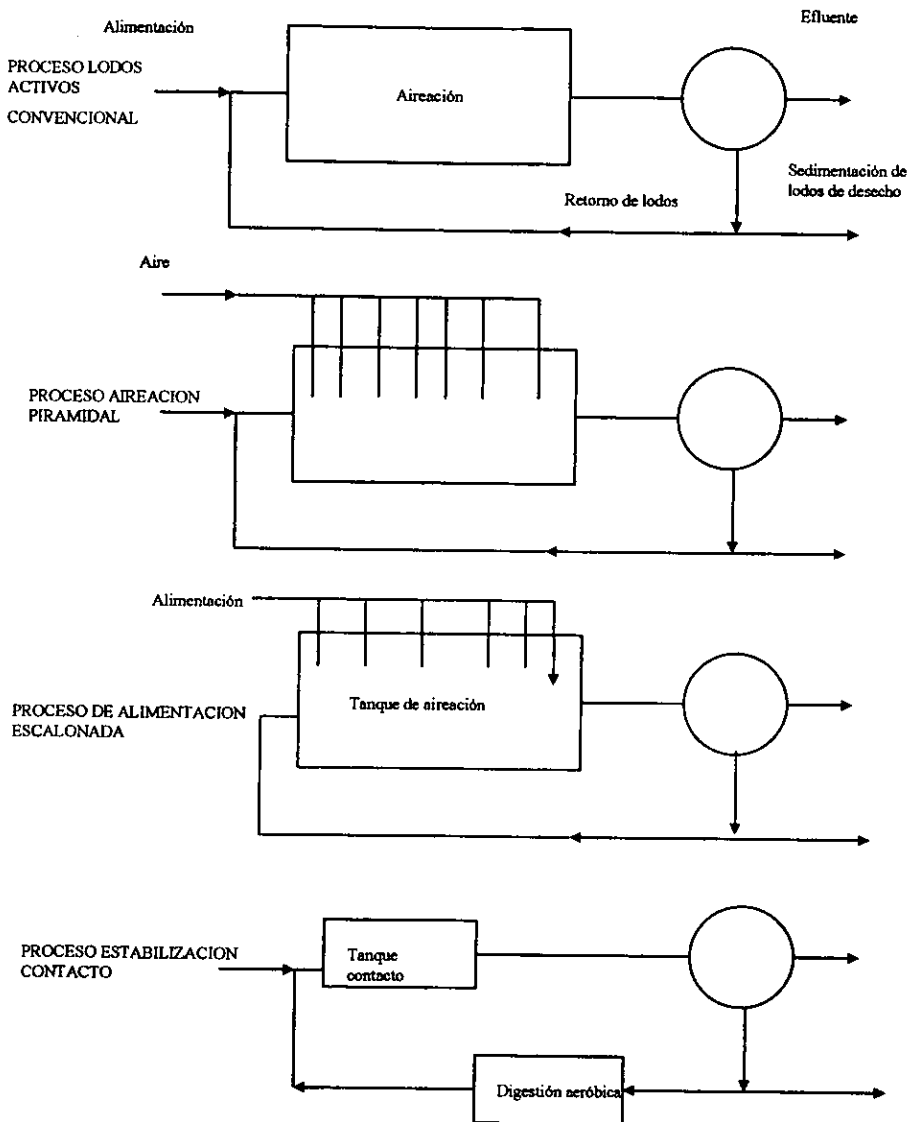 Alimentación
Efluente
PROCESO LODOS
ACTIVOS
CONVENCIONAL
Aireación
Sedimentación de
lodos de desecho
Retorno de lodos
Aire
PROCESO AIREACION
PIRAMIDAL
Alimentación
Tanque de aireación
PROCESO DE ALIMENTACION
ESCALONADA
PROCESO ESTABILIZACION
CONTACTO
Tanque
contacto
Digestión aeróbica